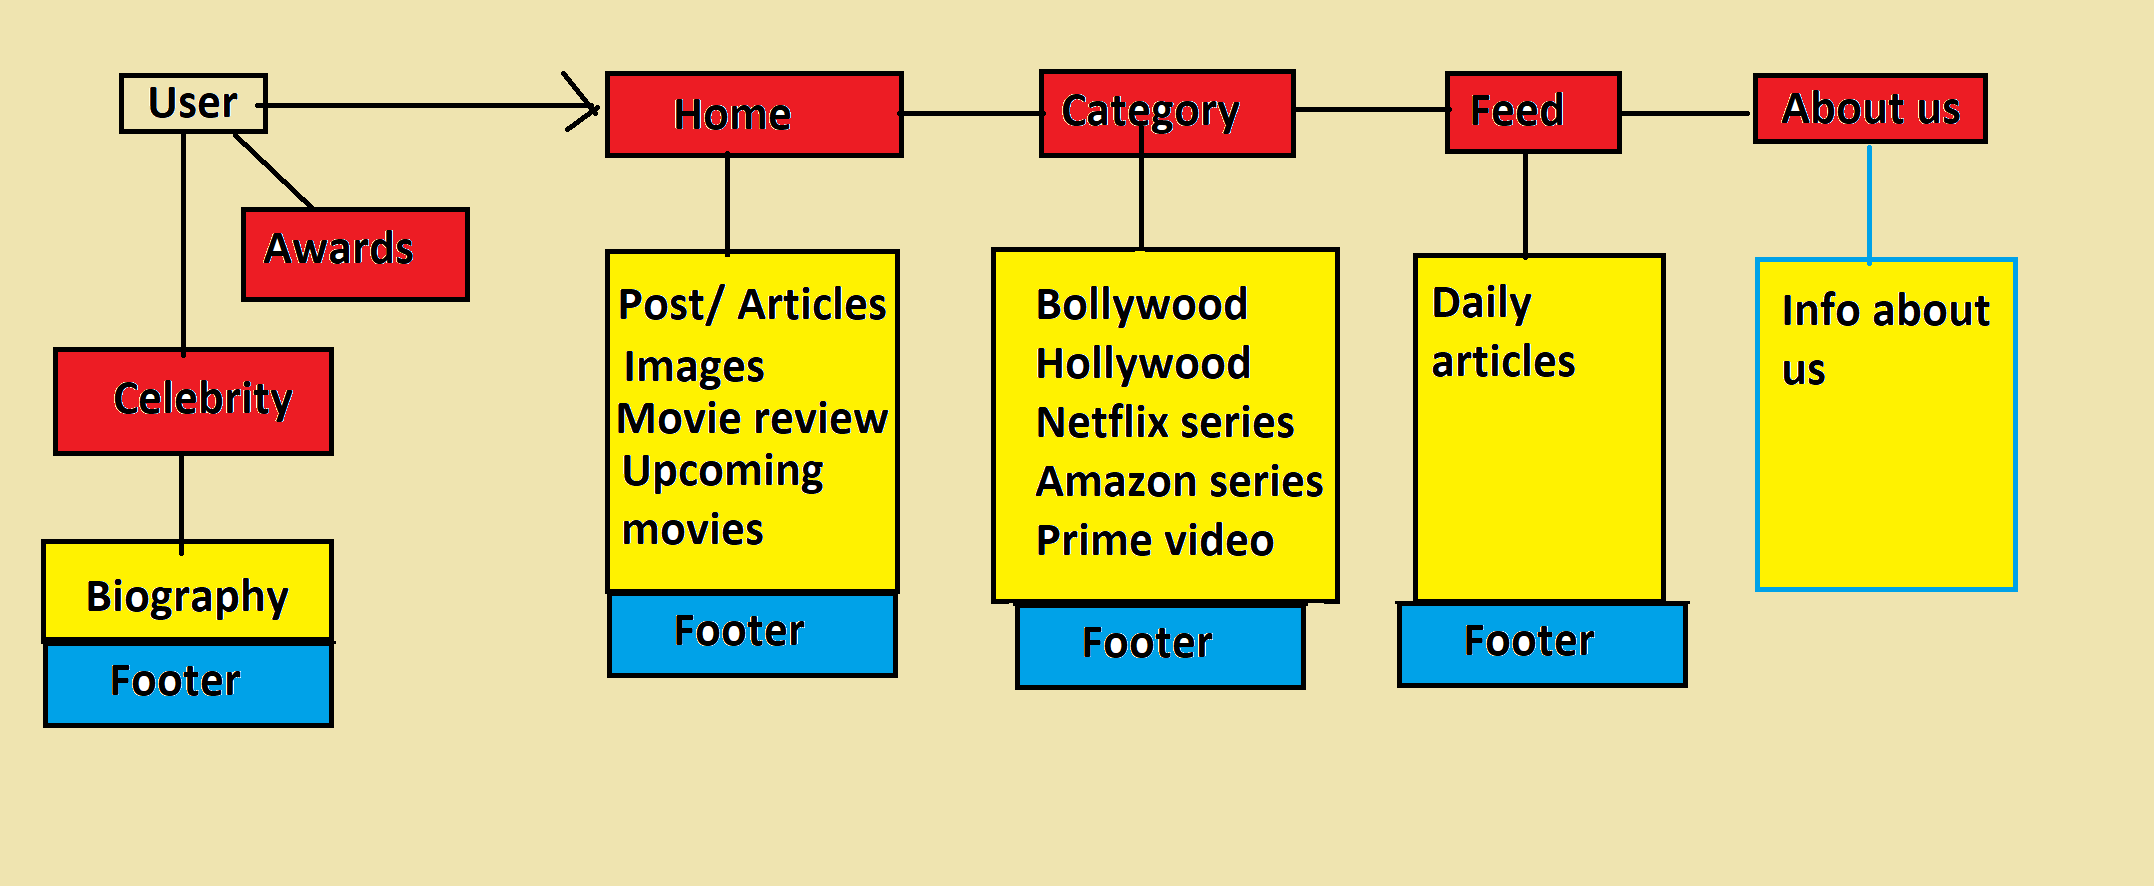 User
Home
Category
Feed
About us
Awards
Celebrity
Biography
Footer
Post/ Articles
Images
Movie review
Upcoming
movies
Footer
Bollywood
Hollywood
Netflix series
Amazon series
Prime video
Footer
Daily
articles
Footer
Info about
us